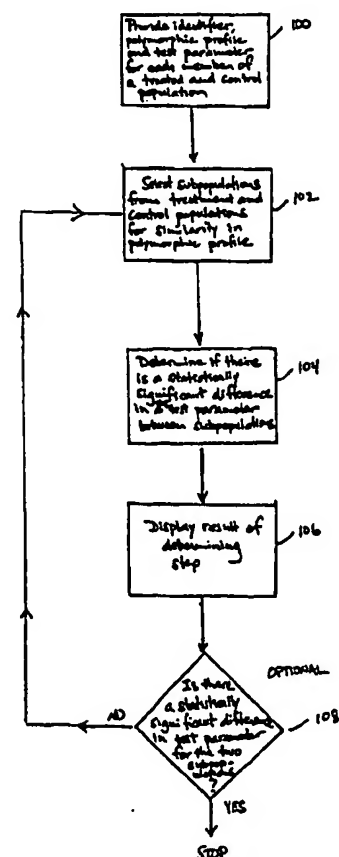 Provide identifier,
polymorphic profile
and test parameter
for each member of
a treated and control
population
100
Select subpopulations
from treatment and
control populations
for similarity in
polymorphic profile
102
Determine if there
is a statistically
significant difference
in a test parameter
between subpopulations
104
Display result of
determining
step
106
OPTIONAL
Is there
a statistically
significant difference
in test parameter
for the two
subpop-
ulations
?
108
NO
YES
STOP